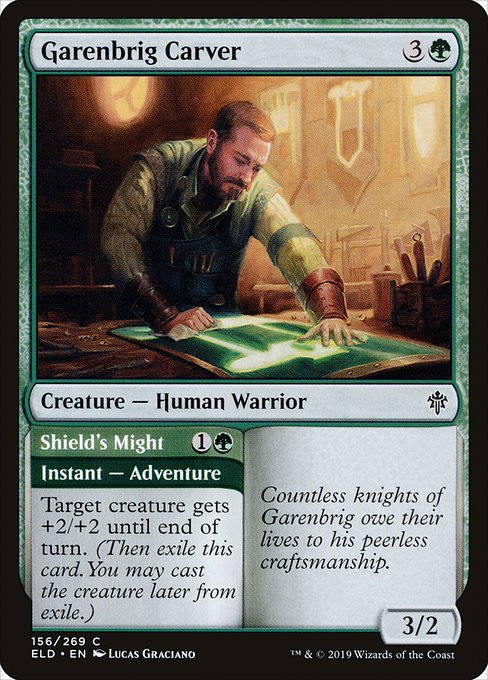 Garenbrig Carver 3
Creature — Human Warrior
Shield's Might 1
Instant — Adventure
Target creature gets
+2/+2 until end of
turn. (Then exile this
card. You may cast
the creature later from
exile.)
Countless knights of
Garenbrig owe their
lives to his peerless
craftsmanship.
3/2
156/269 C
ELD • EN Lucas Graciano
™ & © 2019 Wizards of the Coast